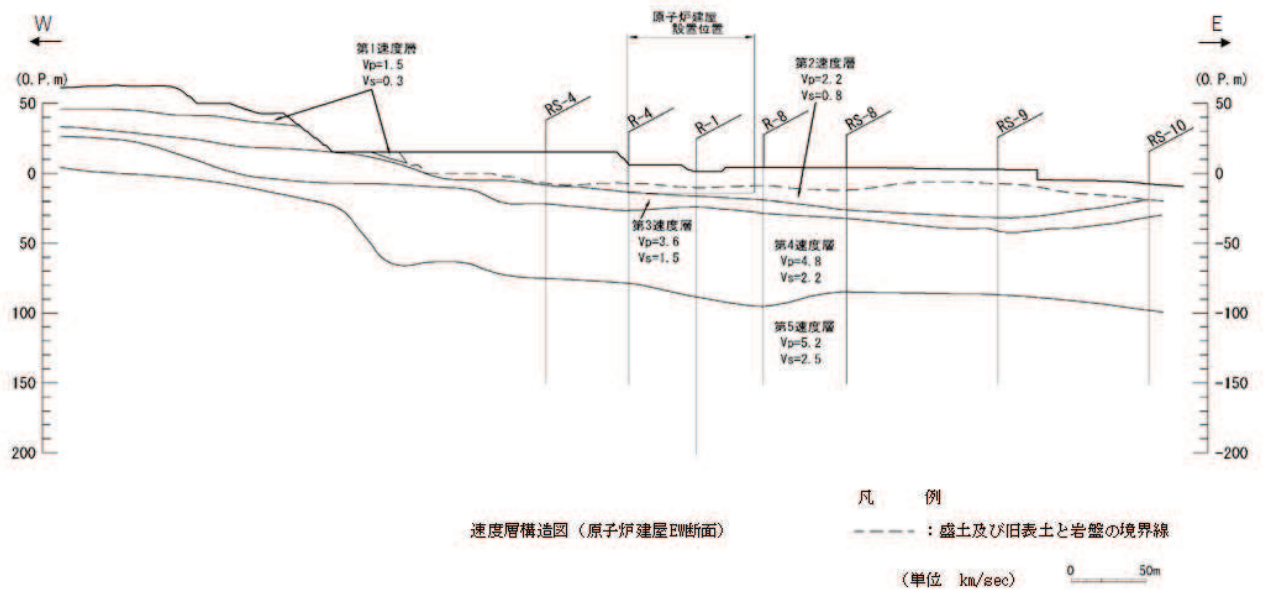 W
原子炉建屋
設置位置
E
(O.P.m)
第1速度層
Vp=1.5
Vs=0.3
第2速度層
Vp=2.2
Vs=0.8
(O.P.m)
RS-4
R-4
R-1
R-8
RS-8
RS-9
RS-10
50
0
50
100
150
200
50
0
-50
-100
-150
-200
第3速度層
Vp=3.6
Vs=1.5
第4速度層
Vp=4.8
Vs=2.2
第5速度層
Vp=5.2
Vs=2.5
凡 例
速度層構造図（原子炉建屋EW断面）
：盛土及び旧表土と岩盤の境界線
（単位 km/sec）
0 50m